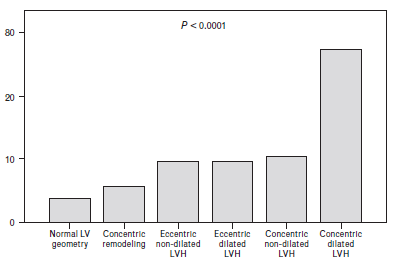 P < 0.0001
80
20
10
0
Normal LV geometry
Concentric remodeling
Eccentric non-dilated LVH
Eccentric dilated LVH
Concentric non-dilated LVH
Concentric dilated LVH